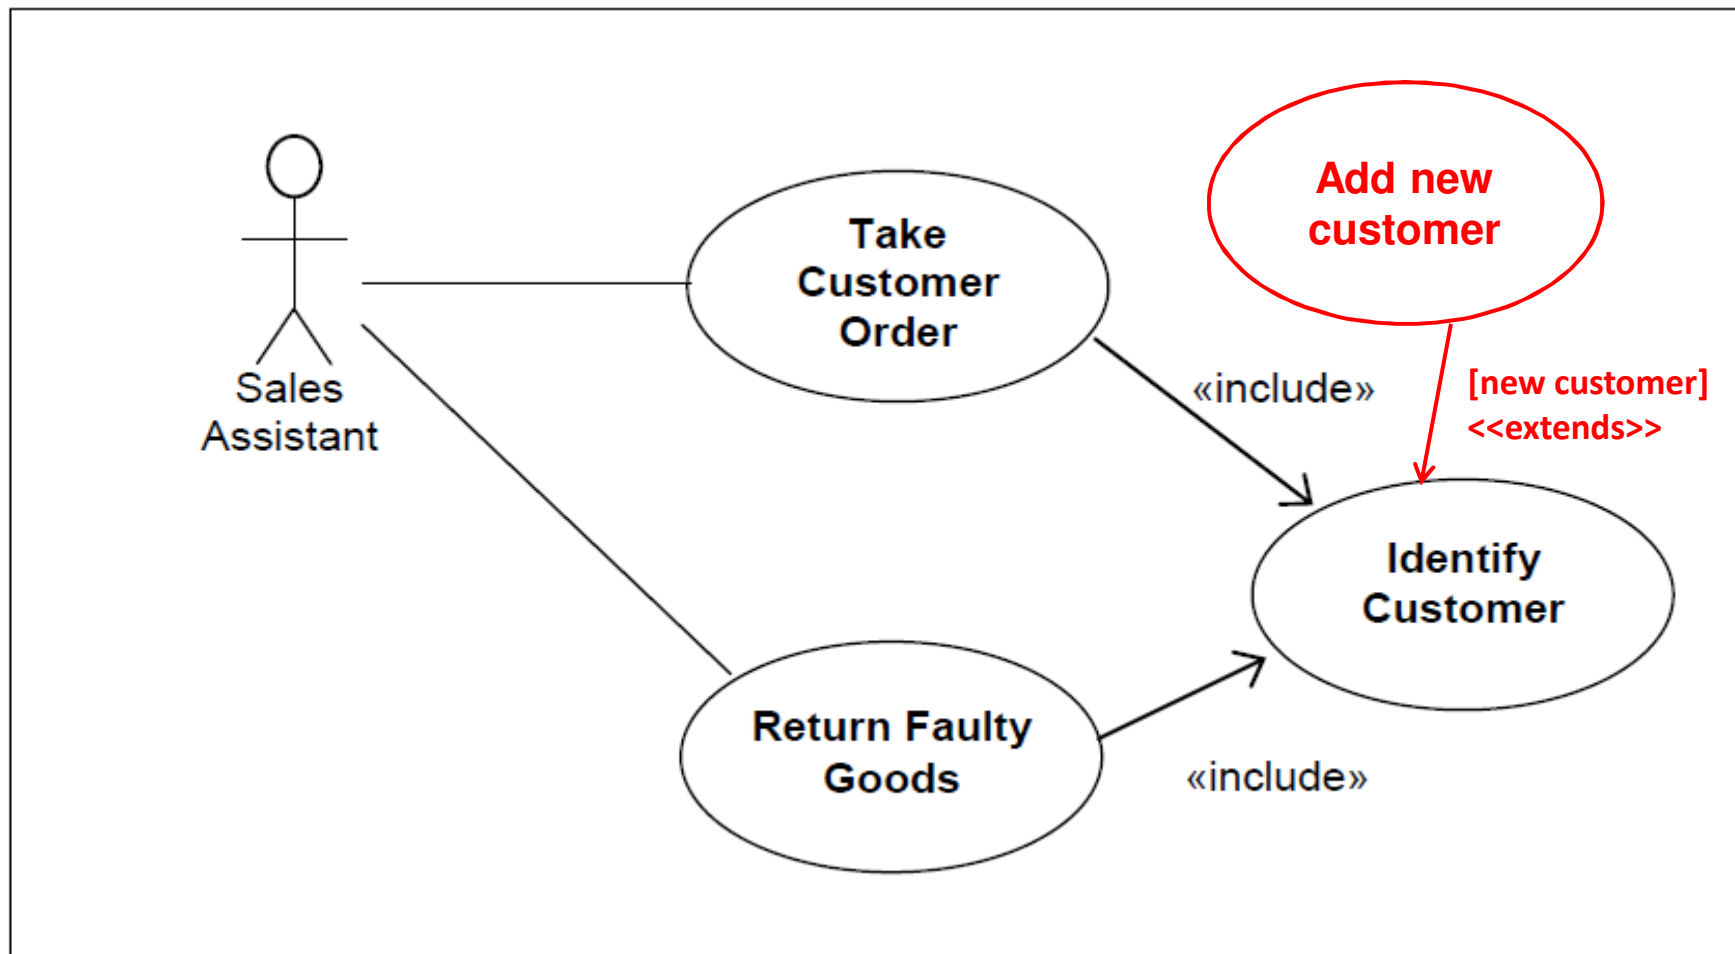 Sales
Assistant
Take
Customer
Order
Add new
customer
«include»
[new customer]
<<extends>>
Identify
Customer
Return Faulty
Goods
«include»